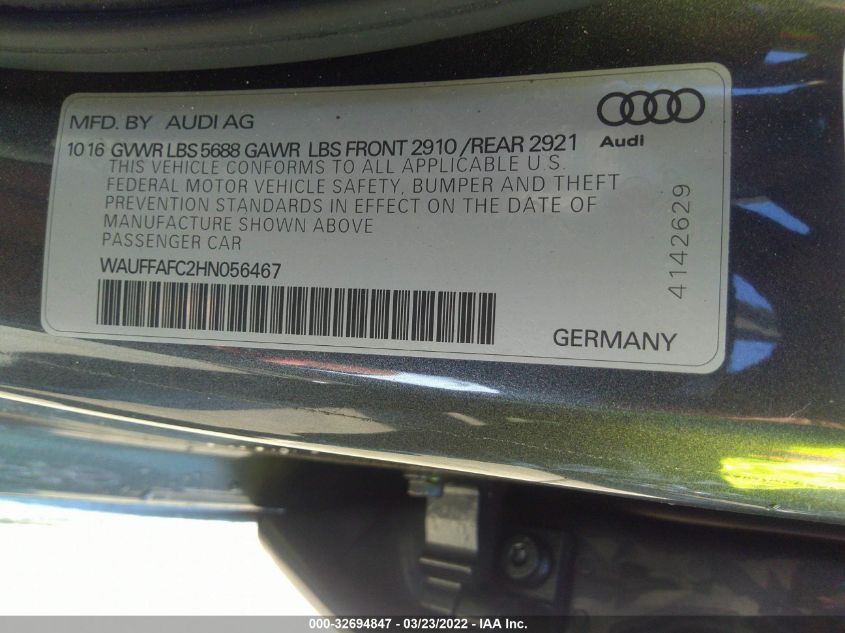 MFD. BY AUDI AG
1016 GVWR LBS 5688 GAWR LBS FRONT 2910 /REAR 2921
Audi
THIS VEHICLE CONFORMS TO ALL APPLICABLE U.S.
FEDERAL MOTOR VEHICLE SAFETY, BUMPER AND THEFT
PREVENTION STANDARDS IN EFFECT ON THE DATE OF
MANUFACTURE SHOWN ABOVE
PASSENGER CAR
WAUFFAFC2HN056467
4142629
GERMANY
000-32694847 — 03/23/2022 — IAA Inc.